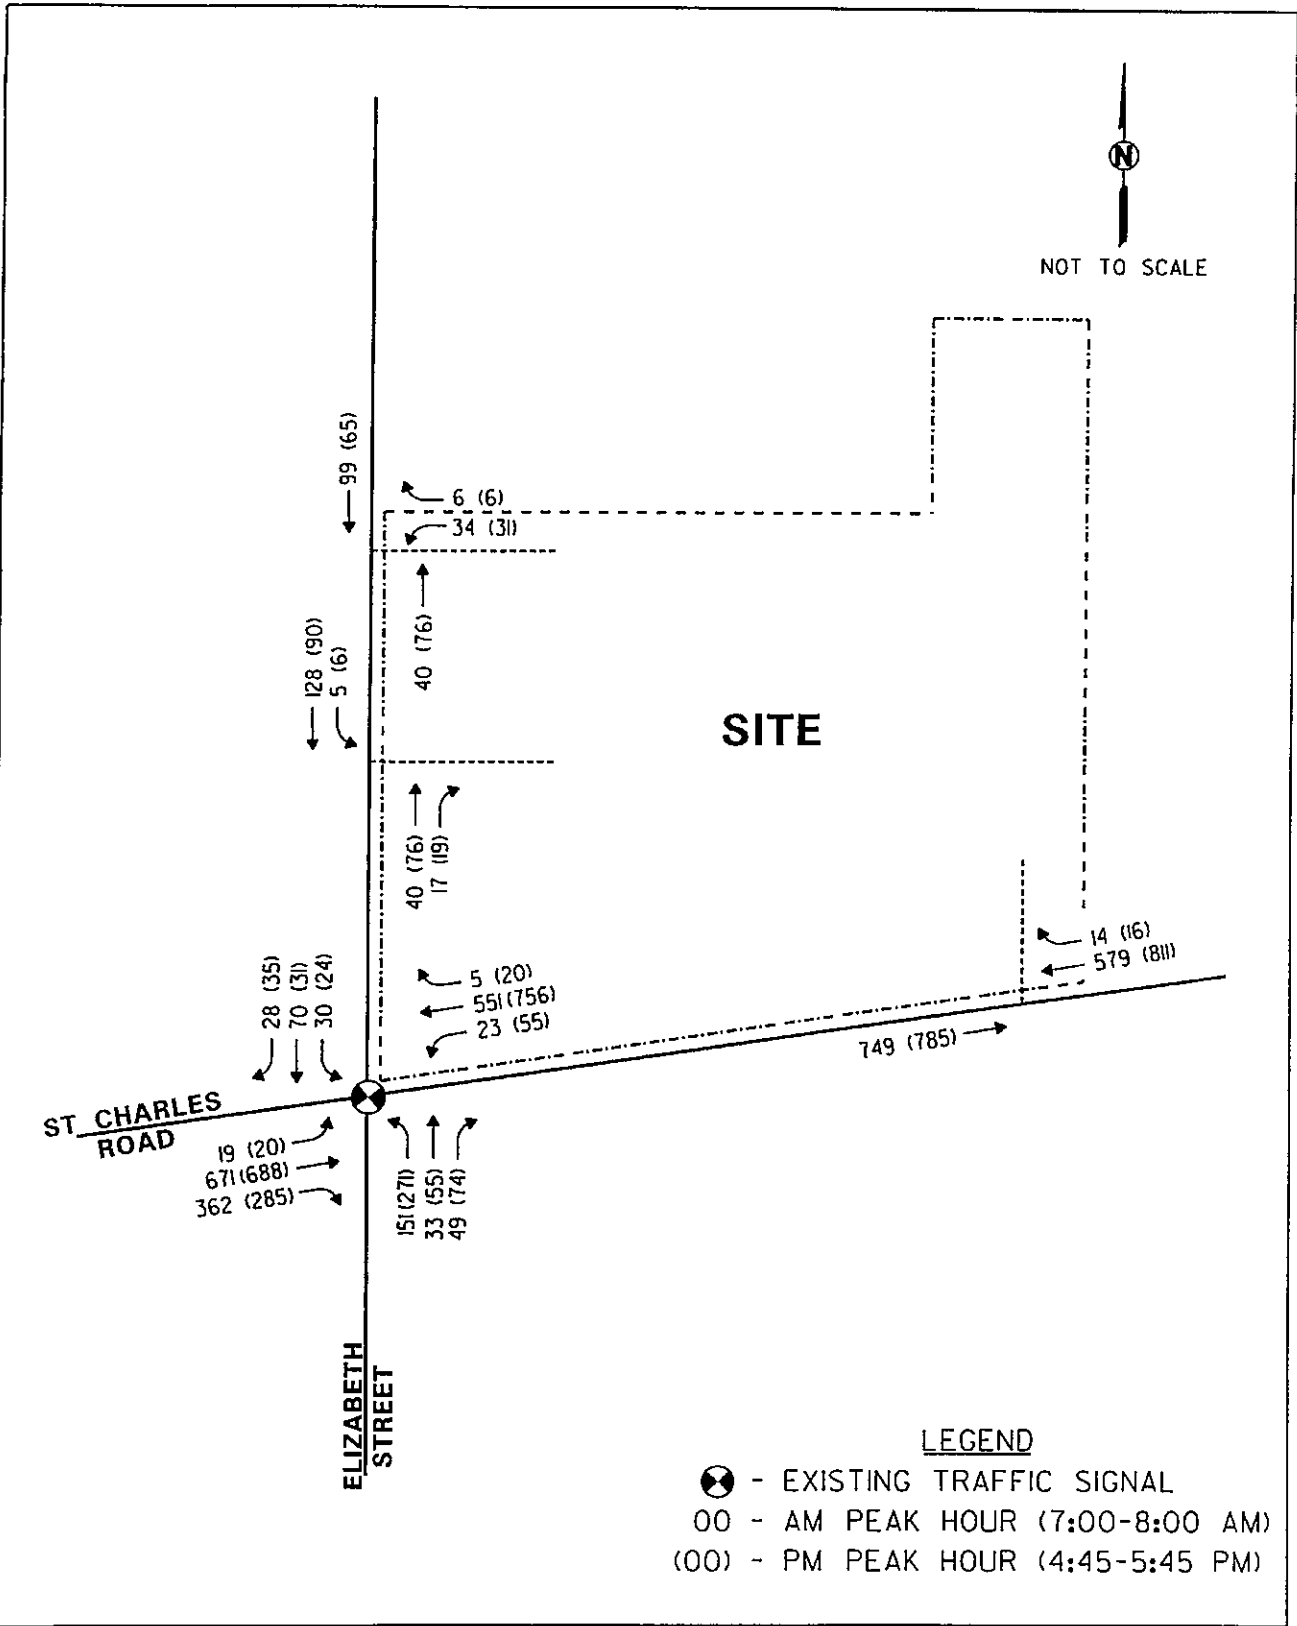 N
NOT TO SCALE
99 (65)
6 (6)
34 (31)
128 (90)
5 (6)
40 (76)
SITE
40 (76)
17 (19)
14 (16)
579 (811)
28 (35)
70 (31)
30 (24)
5 (20)
551 (756)
23 (55)
749 (785)
ST CHARLES
ROAD
19 (20)
671 (688)
362 (285)
151 (271)
33 (55)
49 (74)
ELIZABETH
STREET
LEGEND
- EXISTING TRAFFIC SIGNAL
00 - AM PEAK HOUR (7:00-8:00 AM)
(00) - PM PEAK HOUR (4:45-5:45 PM)